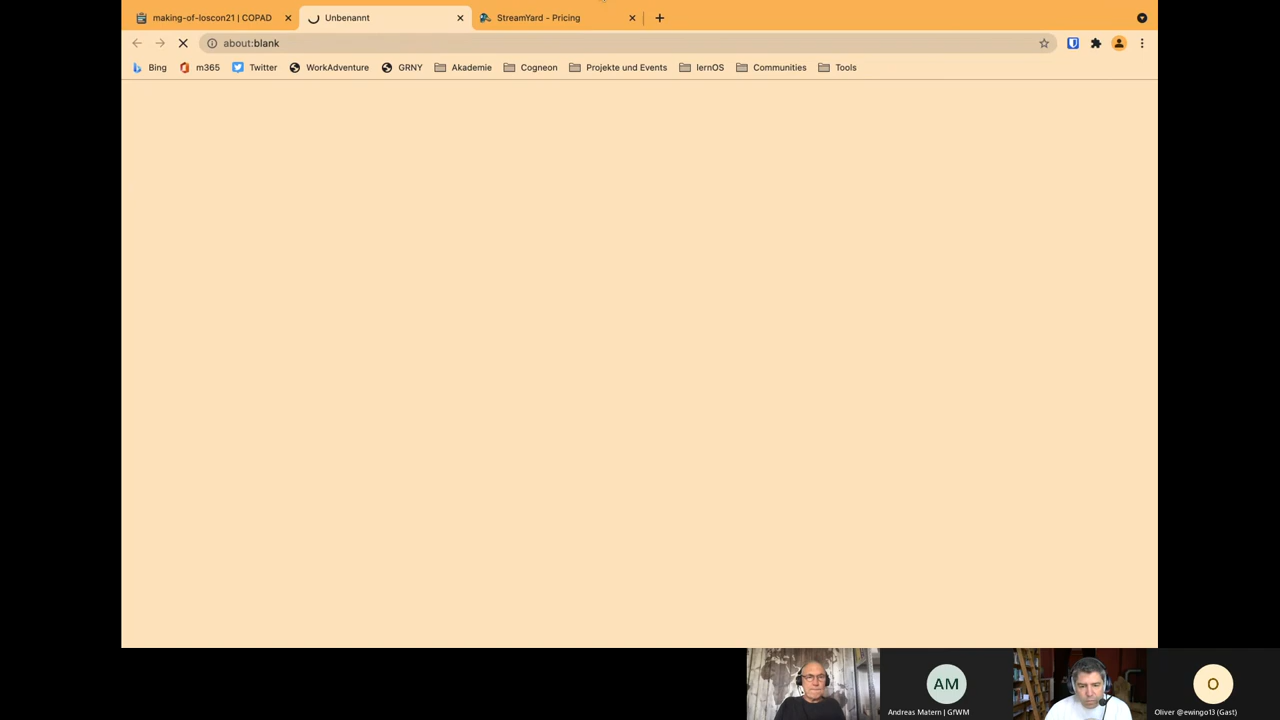 making-of-loscon21 | COPAD
Unbenannt
StreamYard - Pricing
about:blank
Bing
m365
Twitter
WorkAdventure
GRNY
Akademie
Cogneon
Projekte und Events
lernOS
Communities
Tools
AM
O
Andreas Matern | GfWM
Oliver @ewingo13 (Gast)